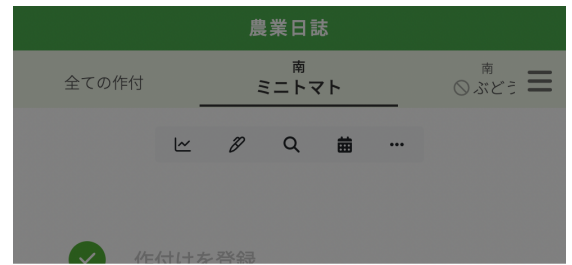 農業日誌
全ての作付
南
ミニトマト
南
ぶどう
作付けを登録